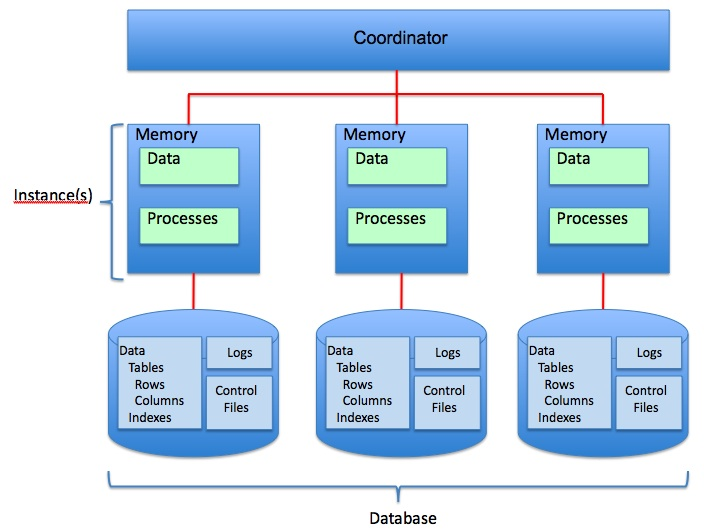 Coordinator
Memory
Data
Processes
Memory
Data
Processes
Memory
Data
Processes
Instance(s)
Data
Tables
Rows
Columns
Indexes
Logs
Control
Files
Data
Tables
Rows
Columns
Indexes
Logs
Control
Files
Data
Tables
Rows
Columns
Indexes
Logs
Control
Files
Database